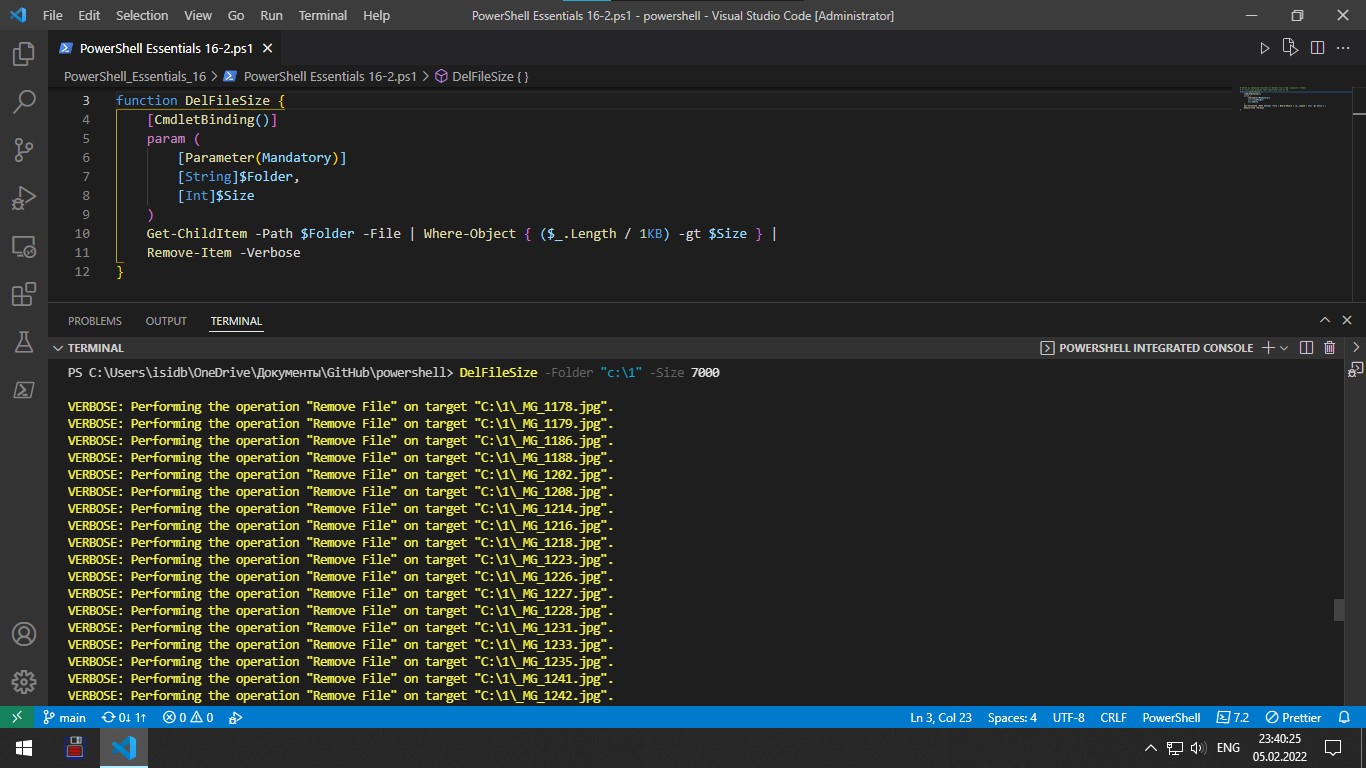 File Edit Selection View Go Run Terminal Help PowerShell Essentials 16-2.ps1 - powershell - Visual Studio Code [Administrator]
PowerShell Essentials 16-2.ps1
PowerShell_Essentials_16 > PowerShell Essentials 16-2.ps1 > DelFileSize { }
3 function DelFileSize {
4 [CmdletBinding()]
5 param (
6 [Parameter(Mandatory)]
7 [String]$Folder,
8 [Int]$Size
9 )
10 Get-ChildItem -Path $Folder -File | Where-Object { ($_.Length / 1KB) -gt $Size } |
11 Remove-Item -Verbose
12 }
PROBLEMS OUTPUT TERMINAL
TERMINAL POWERSHELL INTEGRATED CONSOLE
PS C:\Users\isidb\OneDrive\Документы\GitHub\powershell> DelFileSize -Folder "c:\1" -Size 7000
VERBOSE: Performing the operation "Remove File" on target "C:\1\_MG_1178.jpg".
VERBOSE: Performing the operation "Remove File" on target "C:\1\_MG_1179.jpg".
VERBOSE: Performing the operation "Remove File" on target "C:\1\_MG_1186.jpg".
VERBOSE: Performing the operation "Remove File" on target "C:\1\_MG_1188.jpg".
VERBOSE: Performing the operation "Remove File" on target "C:\1\_MG_1202.jpg".
VERBOSE: Performing the operation "Remove File" on target "C:\1\_MG_1208.jpg".
VERBOSE: Performing the operation "Remove File" on target "C:\1\_MG_1214.jpg".
VERBOSE: Performing the operation "Remove File" on target "C:\1\_MG_1216.jpg".
VERBOSE: Performing the operation "Remove File" on target "C:\1\_MG_1218.jpg".
VERBOSE: Performing the operation "Remove File" on target "C:\1\_MG_1223.jpg".
VERBOSE: Performing the operation "Remove File" on target "C:\1\_MG_1226.jpg".
VERBOSE: Performing the operation "Remove File" on target "C:\1\_MG_1227.jpg".
VERBOSE: Performing the operation "Remove File" on target "C:\1\_MG_1228.jpg".
VERBOSE: Performing the operation "Remove File" on target "C:\1\_MG_1231.jpg".
VERBOSE: Performing the operation "Remove File" on target "C:\1\_MG_1233.jpg".
VERBOSE: Performing the operation "Remove File" on target "C:\1\_MG_1235.jpg".
VERBOSE: Performing the operation "Remove File" on target "C:\1\_MG_1241.jpg".
VERBOSE: Performing the operation "Remove File" on target "C:\1\_MG_1242.jpg".
main 0↓ 1↑ 0 0 Ln 3, Col 23 Spaces: 4 UTF-8 CRLF PowerShell 7.2 Prettier
ENG 23:40:25
05.02.2022